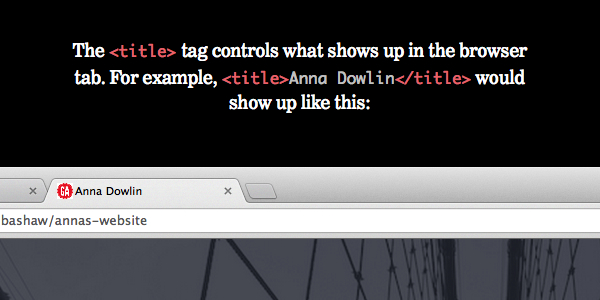 The <title> tag controls what shows up in the browser
tab. For example, <title>Anna Dowlin</title> would
show up like this:
GA Anna Dowlin
bashaw/annas-website